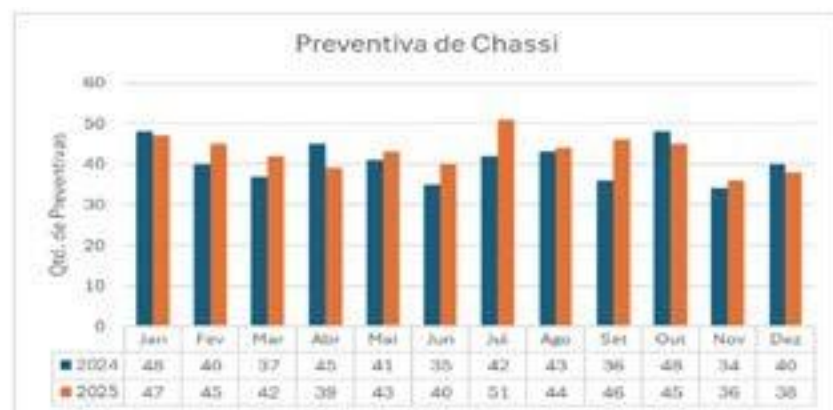 Preventiva de Chassi
60
50
40
30
20
10
0
Qtd. de Preventivas
Jan Fev Mar Abr Mai Jun Jul Ago Set Out Nov Dez
2024 48 40 37 45 41 35 42 43 36 48 34 40
2025 47 45 42 39 43 40 51 44 46 45 36 38